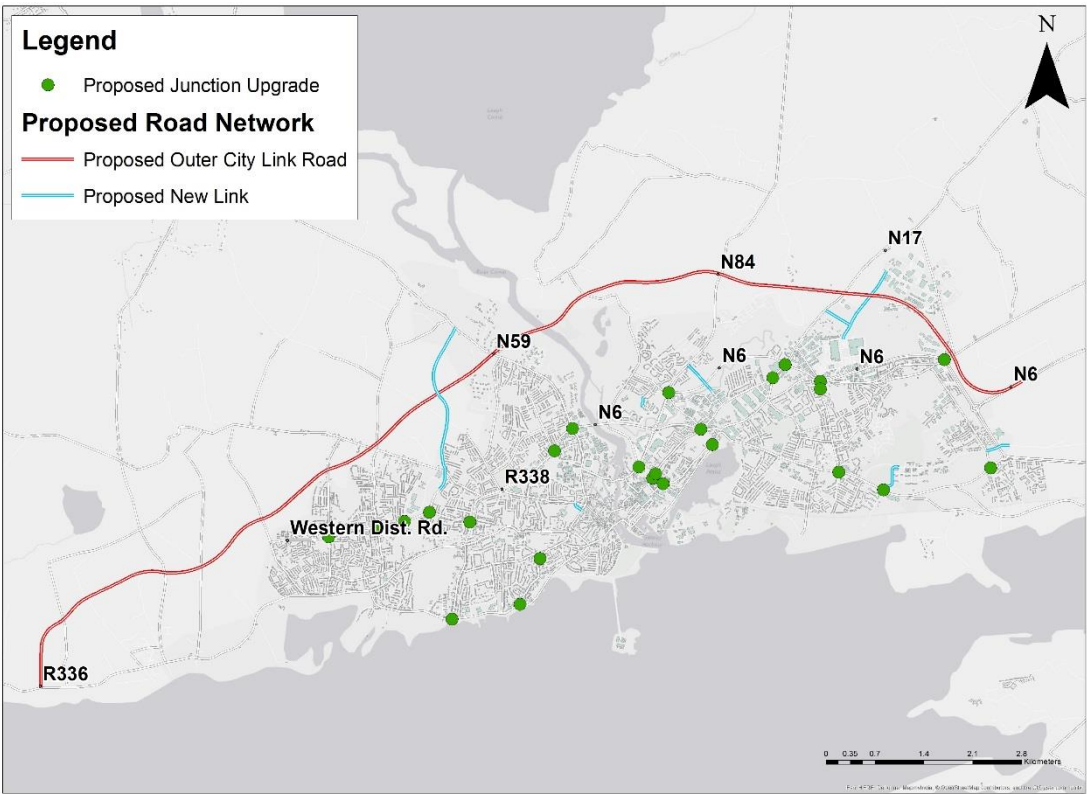 Legend
Proposed Junction Upgrade
Proposed Road Network
Proposed Outer City Link Road
Proposed New Link
N
N17
N84
N59
N6
N6
N6
N6
R338
Western Dist. Rd.
R336
0 0.35 0.7 1.4 2.1 2.8
Kilometers